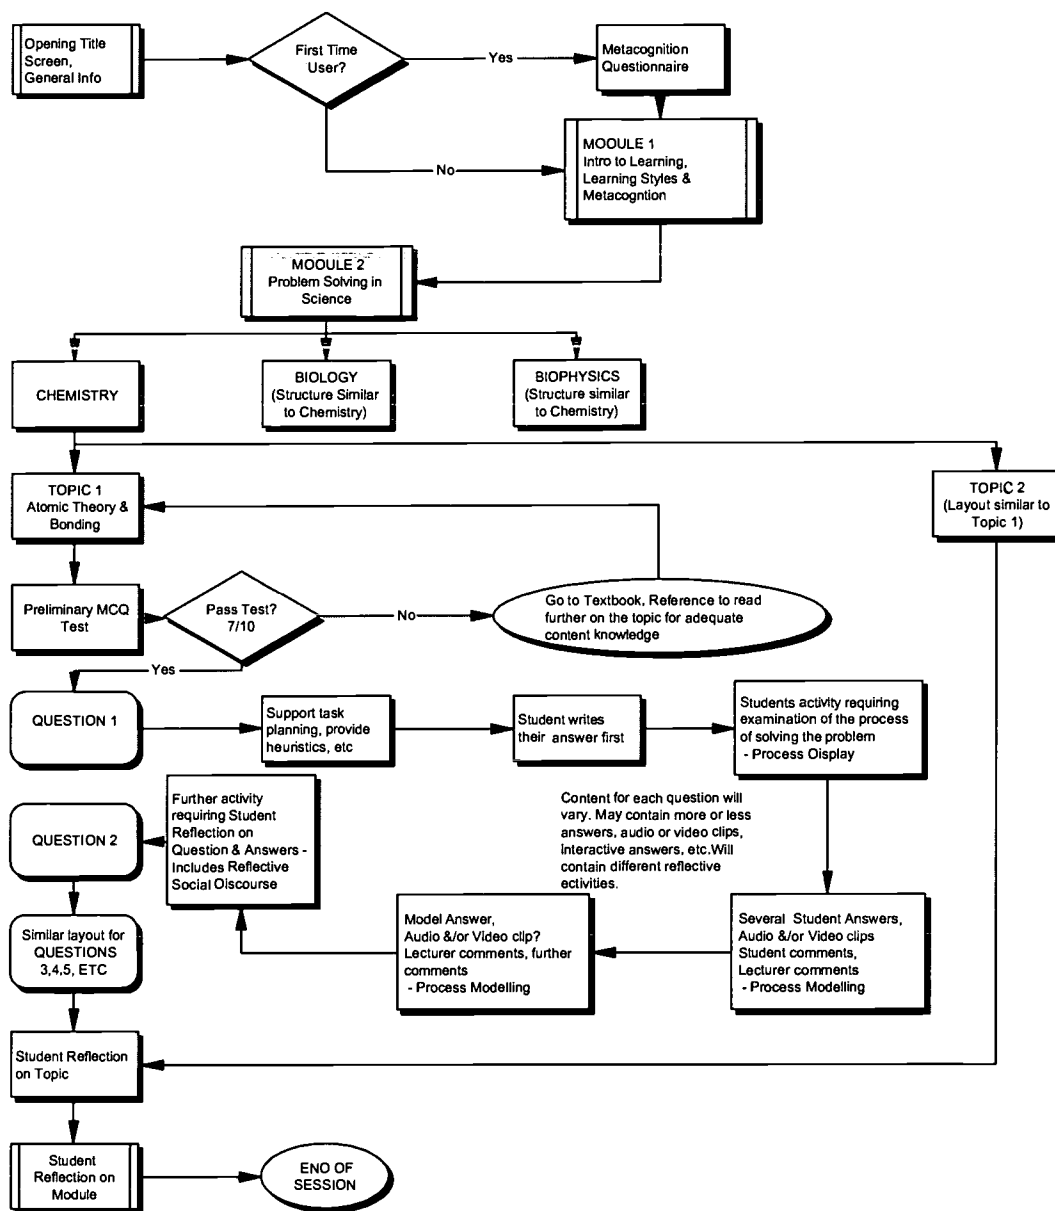 Opening Title
Screen,
General Info
First Time
User?
Yes
Metacognition
Questionnaire
No
MOOULE 1
Intro to Learning,
Learning Styles &
Metacogntion
MOOULE 2
Problem Solving in
Science
CHEMISTRY
BIOLOGY
(Structure Similar
to Chemistry)
BIOPHYSICS
(Structure similar
to Chemistry)
TOPIC 1
Atomic Theory &
Bonding
TOPIC 2
(Layout similar to
Topic 1)
Preliminary MCQ
Test
Pass Test?
7/10
No
Go to Textbook, Reference to read
further on the topic for adequate
content knowledge
Yes
QUESTION 1
Support task
planning, provide
heuristics, etc
Student writes
their answer first
Students activity requiring
examination of the process
of solving the problem
- Process Oisplay
Content for each question will
vary. May contain more or less
answers, audio or video clips,
interactive answers, etc.Will
contain different reflective
ectivities.
Further activity
requiring Student
Reflection on
Question & Answers -
Includes Reflective
Social Oiscourse
QUESTION 2
Several Student Answers,
Audio &/or Video clips
Student comments,
Lecturer comments
- Process Modelling
Model Answer,
Audio &/or Video clip?
Lecturer comments, further
comments
- Process Modelling
Similar layout for
QUESTIONS
3,4,5, ETC
Student Reflection
on Topic
Student
Reflection on
Module
ENO OF
SESSION